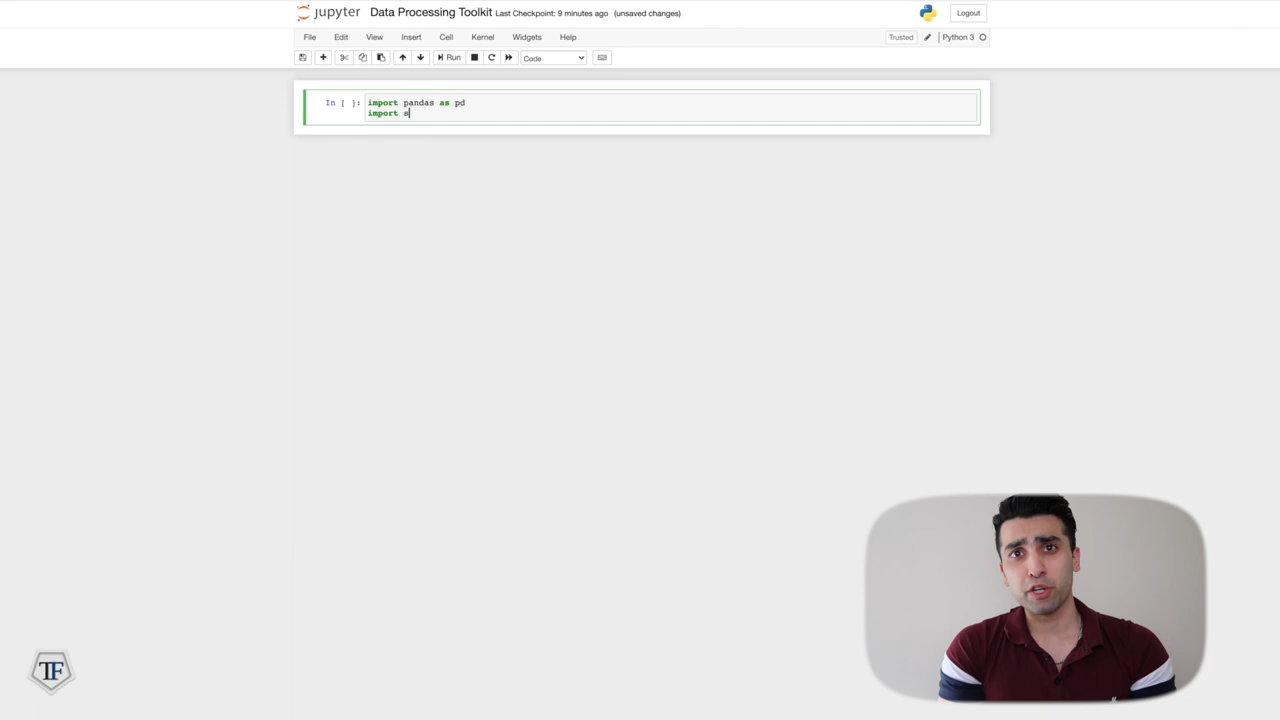 jupyter Data Processing Toolkit Last Checkpoint: 9 minutes ago (unsaved changes) Logout
File Edit View Insert Cell Kernel Widgets Help Trusted Python 3
Run Code
In [ ]: import pandas as pd
import s
TF